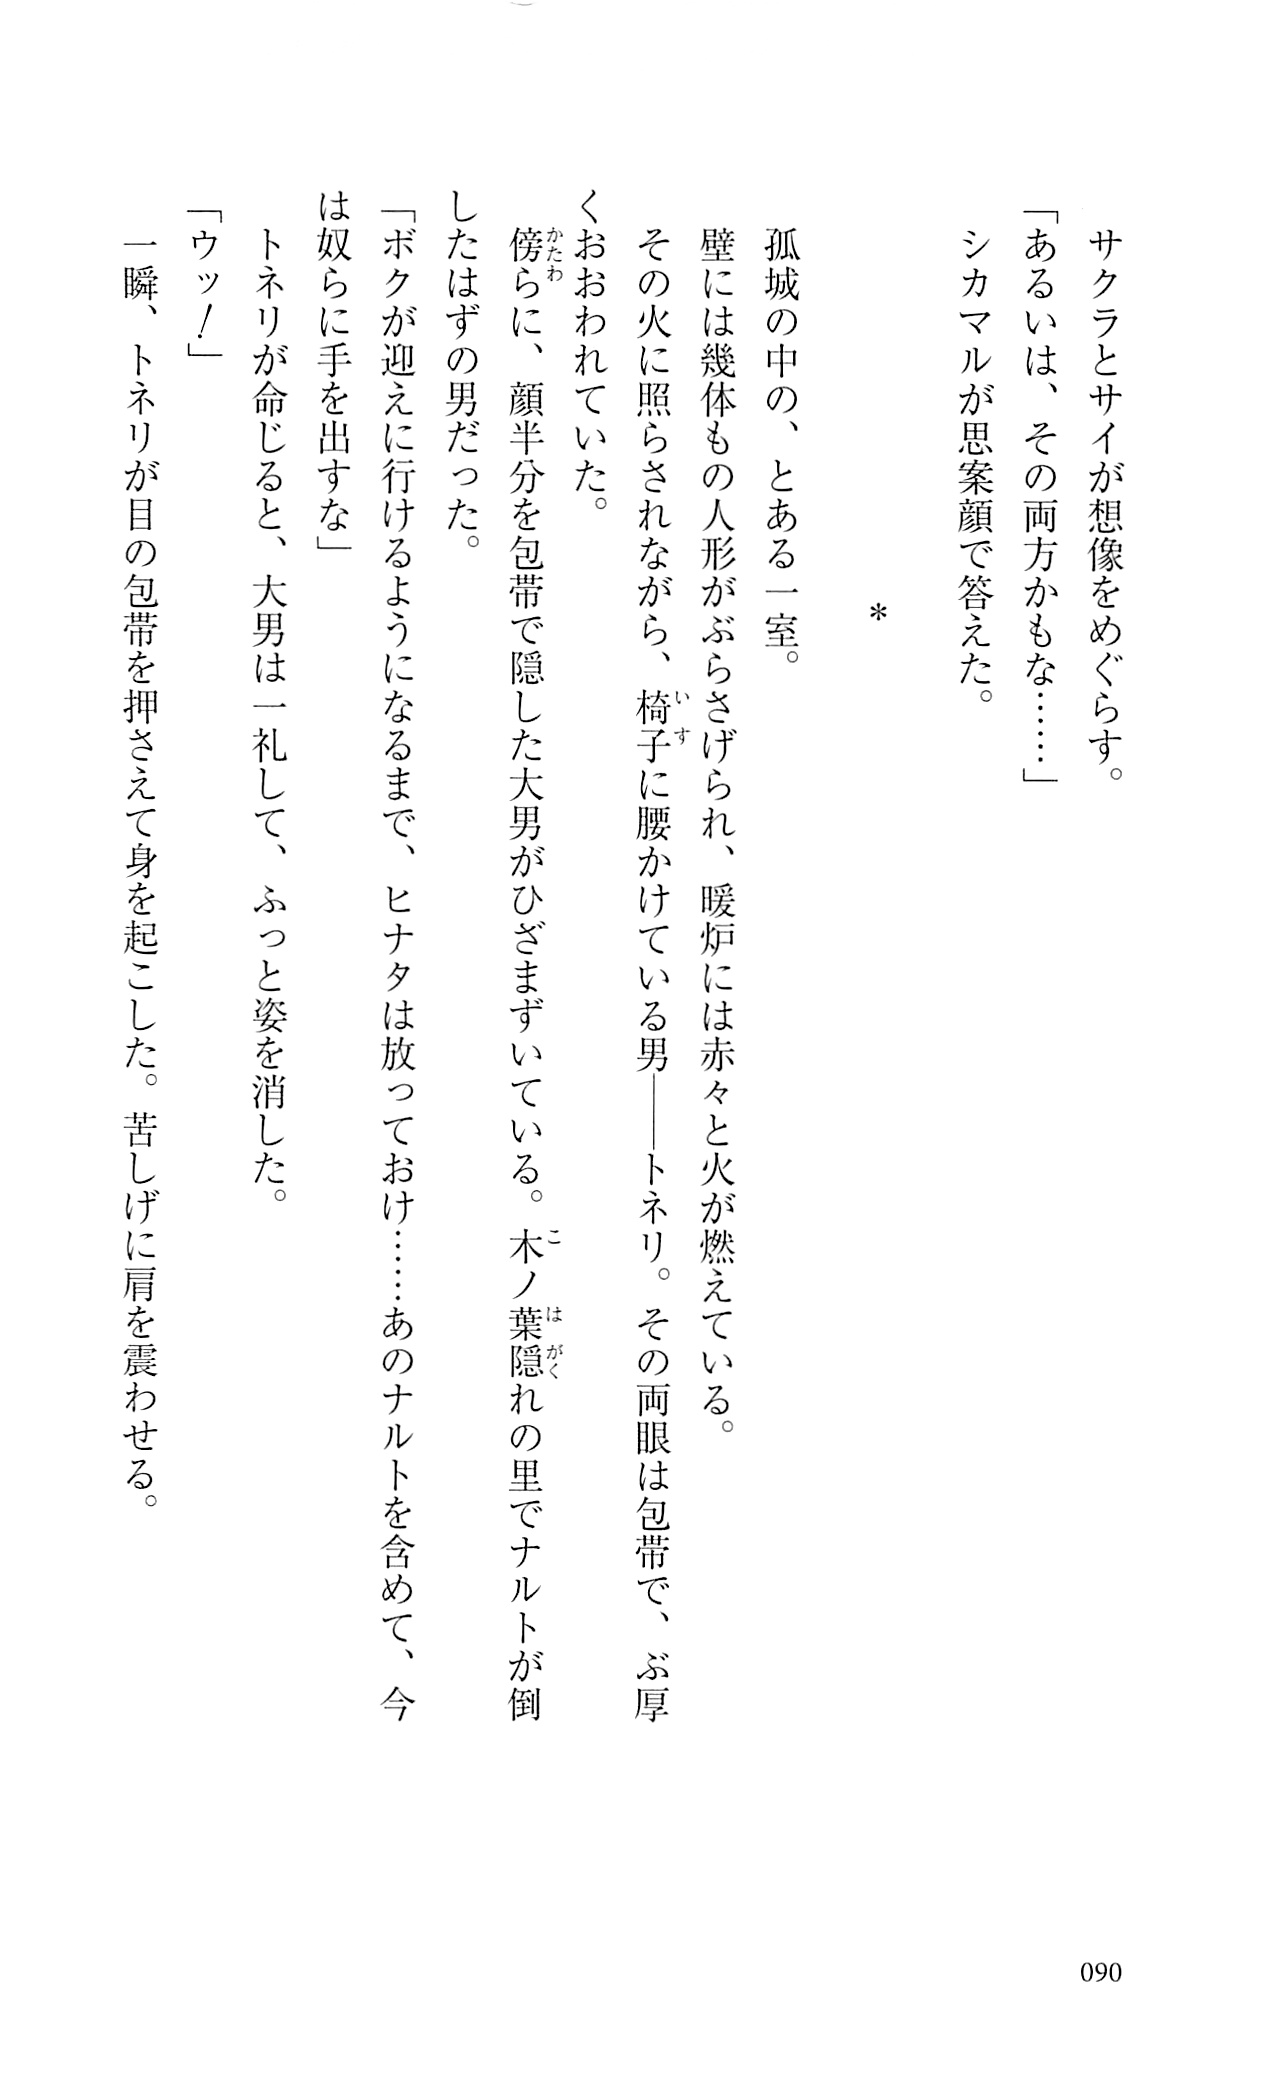 サクラとサイが想像をめぐらす。
「あるいは、その両方かもな……」
シカマルが思案顔で答えた。
*
孤城の中の、とある一室。
壁には幾体もの人形がぶらさげられ、暖炉には赤々と火が燃えている。
その火に照らされながら、椅子に腰かけている男――トネリ。その両眼は包帯で、ぶ厚
くおおわれていた。
傍らに、顔半分を包帯で隠した大男がひざまずいている。木ノ葉隠れの里でナルトが倒
したはずの男だった。
「ボクが迎えに行けるようになるまで、ヒナタは放っておけ……あのナルトを含めて、今
は奴らに手を出すな」
トネリが命じると、大男は一礼して、ふっと姿を消した。
「ウッ！」
一瞬、トネリが目の包帯を押さえて身を起こした。苦しげに肩を震わせる。
090